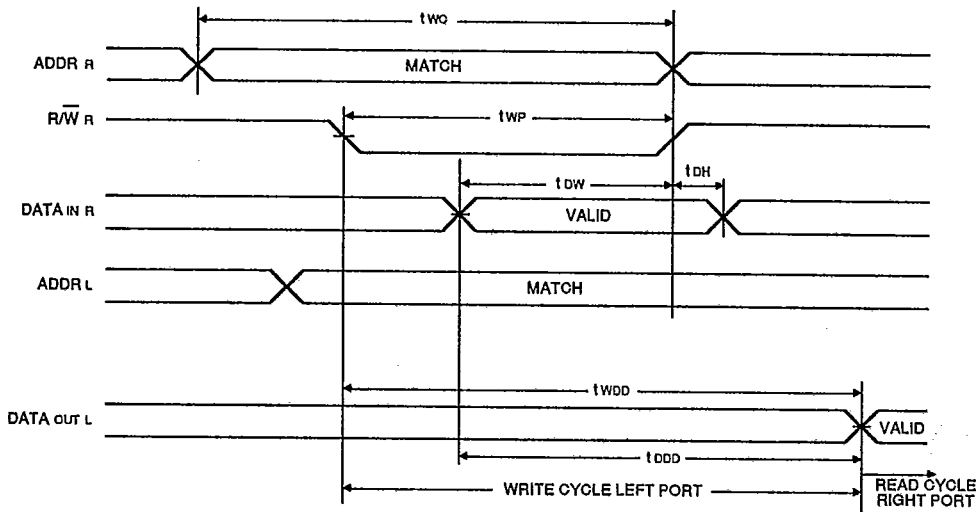 tWC
ADDR R
MATCH
R/W̅ R
tWP
tDW
tDH
DATA IN R
VALID
ADDR L
MATCH
tWDD
DATA OUT L
VALID
tDDD
WRITE CYCLE LEFT PORT
READ CYCLE
RIGHT PORT